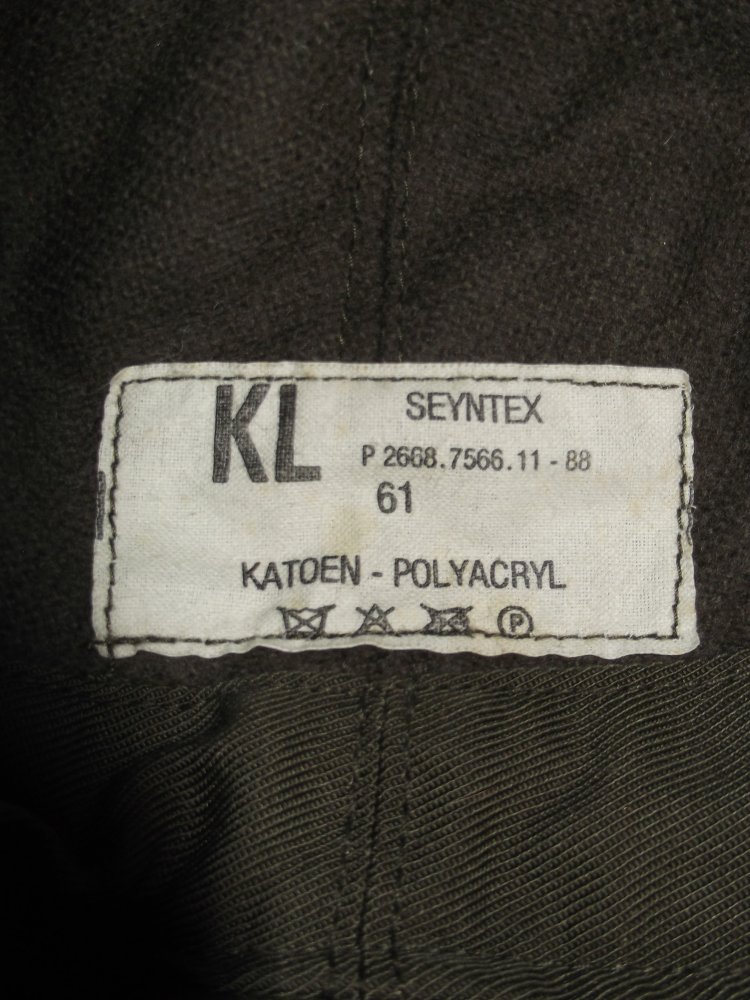 KL SEYNTEX
P 2668.7566.11 - 88
61
KATOEN - POLYACRYL
P